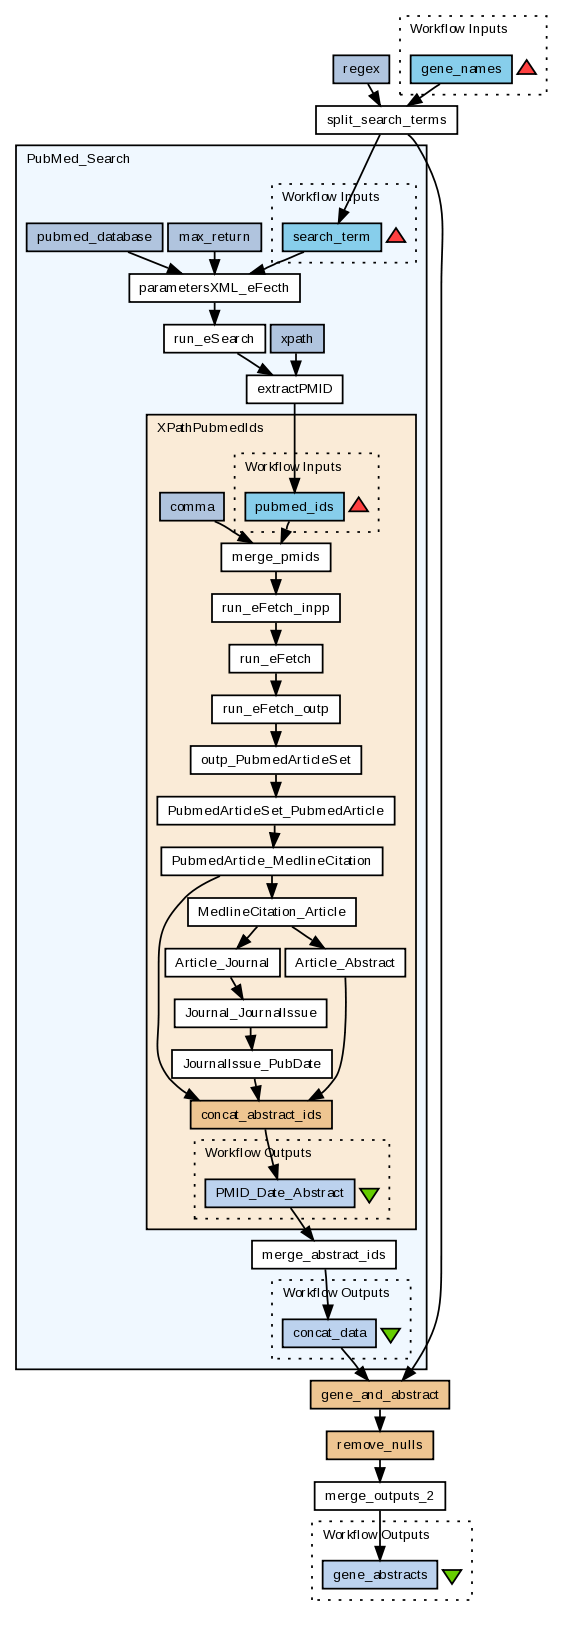 Workflow Inputs
regex
gene_names
split_search_terms
PubMed_Search
Workflow Inputs
pubmed_database
max_return
search_term
parametersXML_eFecth
run_eSearch
xpath
extractPMID
XPathPubmedIds
Workflow Inputs
comma
pubmed_ids
merge_pmids
run_eFetch_inpp
run_eFetch
run_eFetch_outp
outp_PubmedArticleSet
PubmedArticleSet_PubmedArticle
PubmedArticle_MedlineCitation
MedlineCitation_Article
Article_Journal
Article_Abstract
Journal_JournalIssue
JournalIssue_PubDate
concat_abstract_ids
Workflow Outputs
PMID_Date_Abstract
merge_abstract_ids
Workflow Outputs
concat_data
gene_and_abstract
remove_nulls
merge_outputs_2
Workflow Outputs
gene_abstracts